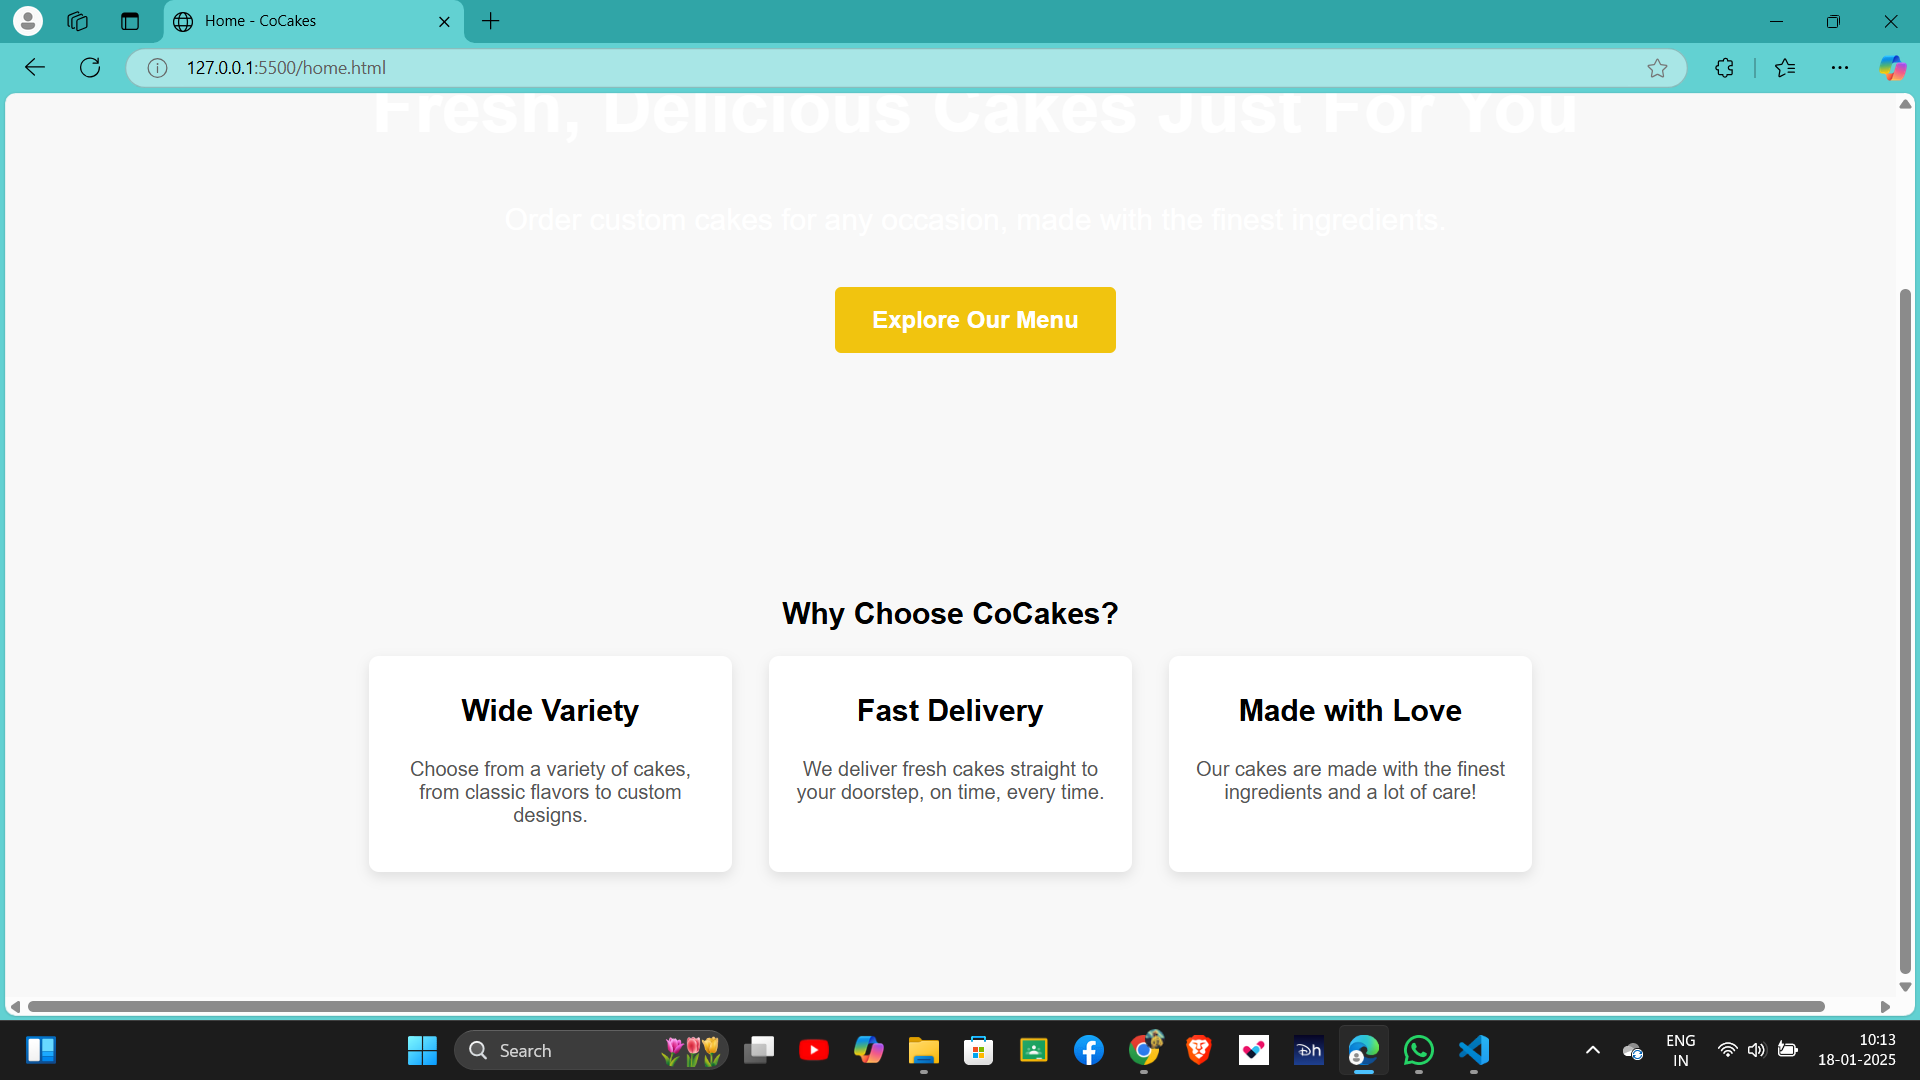 Home - CoCakes
127.0.0.1:5500/home.html
Fresh, Delicious Cakes Just For You
Order custom cakes for any occasion, made with the finest ingredients.
Explore Our Menu
Why Choose CoCakes?
Wide Variety
Choose from a variety of cakes,
from classic flavors to custom
designs.
Fast Delivery
We deliver fresh cakes straight to
your doorstep, on time, every time.
Made with Love
Our cakes are made with the finest
ingredients and a lot of care!
Search
Dh
ENG
IN
10:13
18-01-2025